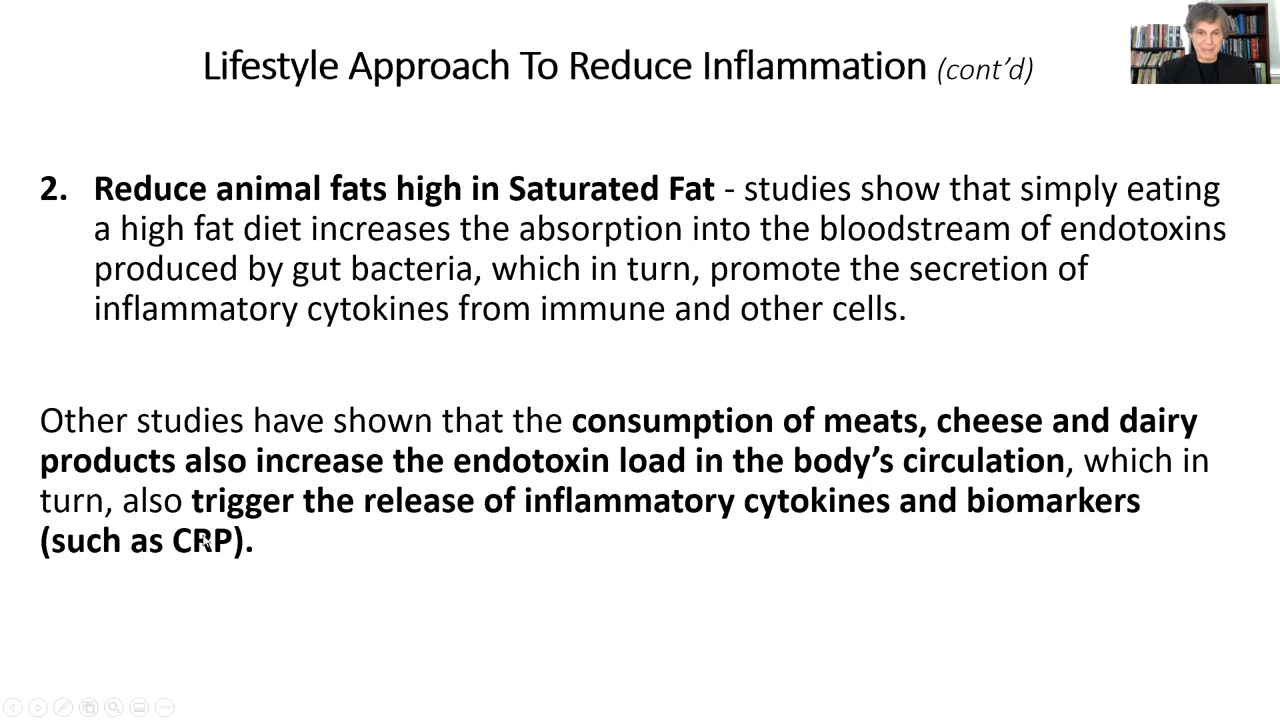 Lifestyle Approach To Reduce Inflammation (cont’d)
2. Reduce animal fats high in Saturated Fat - studies show that simply eating
a high fat diet increases the absorption into the bloodstream of endotoxins
produced by gut bacteria, which in turn, promote the secretion of
inflammatory cytokines from immune and other cells.
Other studies have shown that the consumption of meats, cheese and dairy
products also increase the endotoxin load in the body’s circulation, which in
turn, also trigger the release of inflammatory cytokines and biomarkers
(such as CRP).